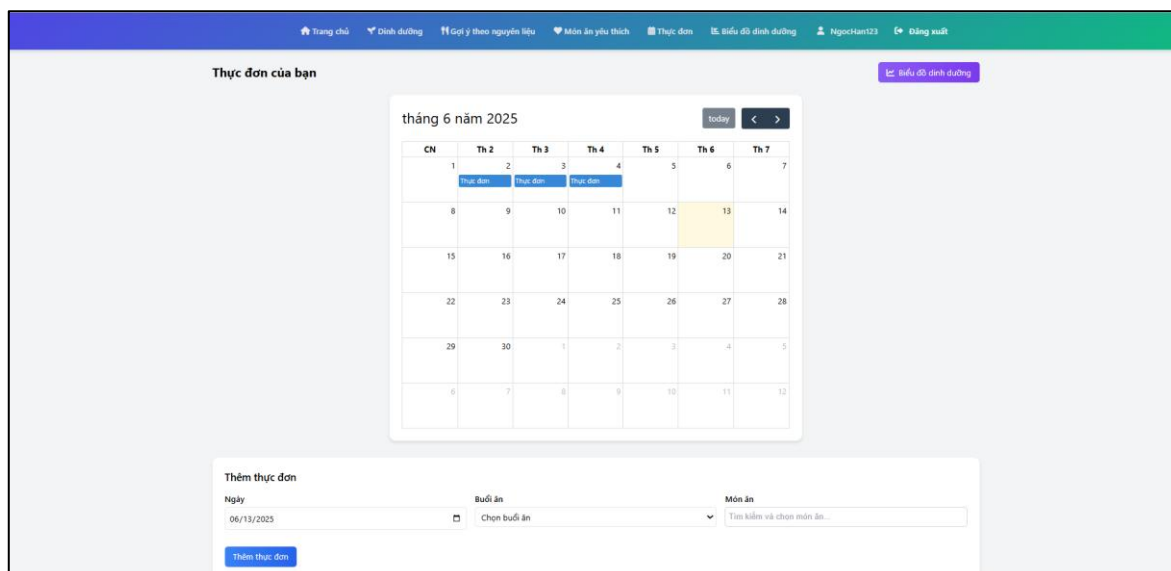 Trang chủ Dinh dưỡng Gợi ý theo nguyên liệu Món ăn yêu thích Thực đơn Biểu đồ dinh dưỡng NgocHan123 Đăng xuất
Thực đơn của bạn
Biểu đồ dinh dưỡng
tháng 6 năm 2025
today
CN Th 2 Th 3 Th 4 Th 5 Th 6 Th 7
1 2 3 4 5 6 7
Thực đơn Thực đơn Thực đơn
8 9 10 11 12 13 14
15 16 17 18 19 20 21
22 23 24 25 26 27 28
29 30 1 2 3 4 5
6 7 8 9 10 11 12
Thêm thực đơn
Ngày Buổi ăn Món ăn
06/13/2025 Chọn buổi ăn Tìm kiếm và chọn món ăn...
Thêm thực đơn